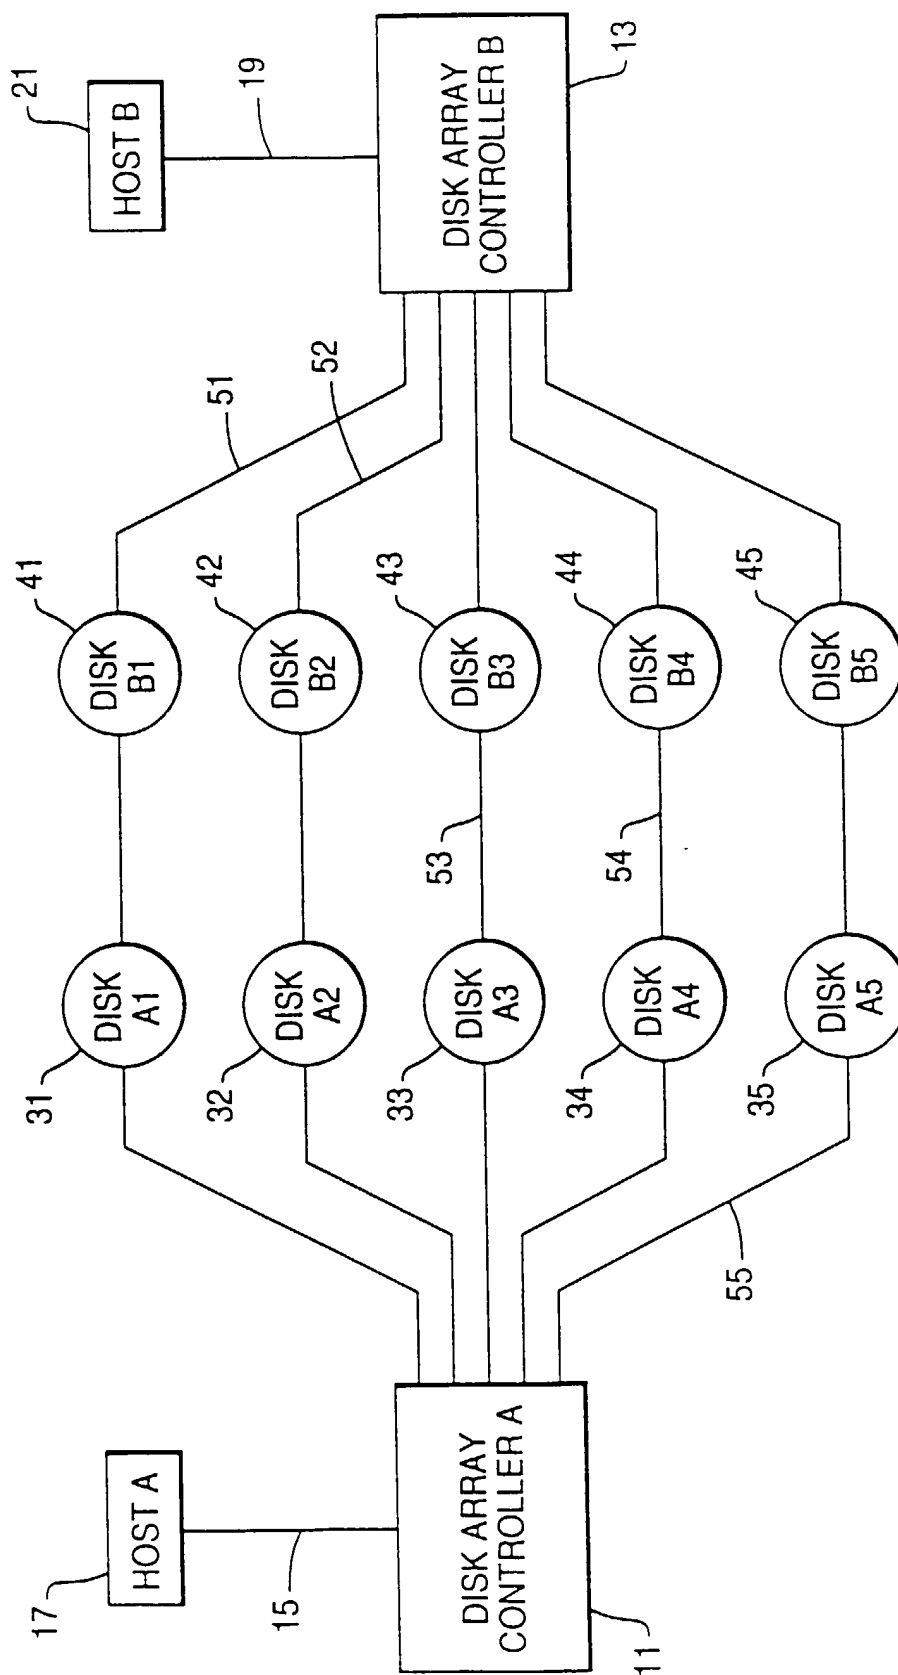 21
HOST B
19
DISK ARRAY
CONTROLLER B
13
51
52
41
DISK
B1
42
DISK
B2
43
DISK
B3
44
DISK
B4
45
DISK
B5
53
54
31
DISK
A1
32
DISK
A2
33
DISK
A3
34
DISK
A4
35
DISK
A5
55
17
HOST A
15
DISK ARRAY
CONTROLLER A
11